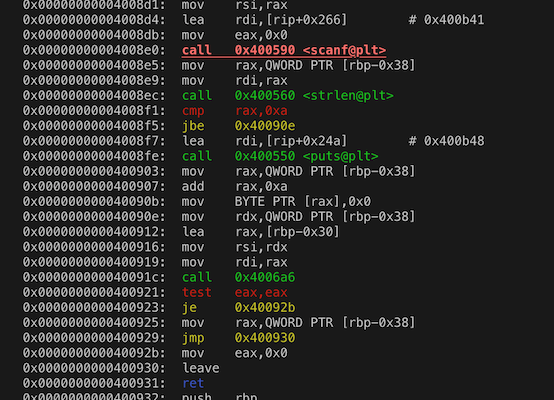 0x00000000004008d1: mov rsi,rax
0x00000000004008d4: lea rdi,[rip+0x266] # 0x400b41
0x00000000004008db: mov eax,0x0
0x00000000004008e0: call 0x400590 <scanf@plt>
0x00000000004008e5: mov rax,QWORD PTR [rbp-0x38]
0x00000000004008e9: mov rdi,rax
0x00000000004008ec: call 0x400560 <strlen@plt>
0x00000000004008f1: cmp rax,0xa
0x00000000004008f5: jbe 0x40090e
0x00000000004008f7: lea rdi,[rip+0x24a] # 0x400b48
0x00000000004008fe: call 0x400550 <puts@plt>
0x0000000000400903: mov rax,QWORD PTR [rbp-0x38]
0x0000000000400907: add rax,0xa
0x000000000040090b: mov BYTE PTR [rax],0x0
0x000000000040090e: mov rdx,QWORD PTR [rbp-0x38]
0x0000000000400912: lea rax,[rbp-0x30]
0x0000000000400916: mov rsi,rdx
0x0000000000400919: mov rdi,rax
0x000000000040091c: call 0x4006a6
0x0000000000400921: test eax,eax
0x0000000000400923: je 0x40092b
0x0000000000400925: mov rax,QWORD PTR [rbp-0x38]
0x0000000000400929: jmp 0x400930
0x000000000040092b: mov eax,0x0
0x0000000000400930: leave
0x0000000000400931: ret
0x0000000000400932: push rbp